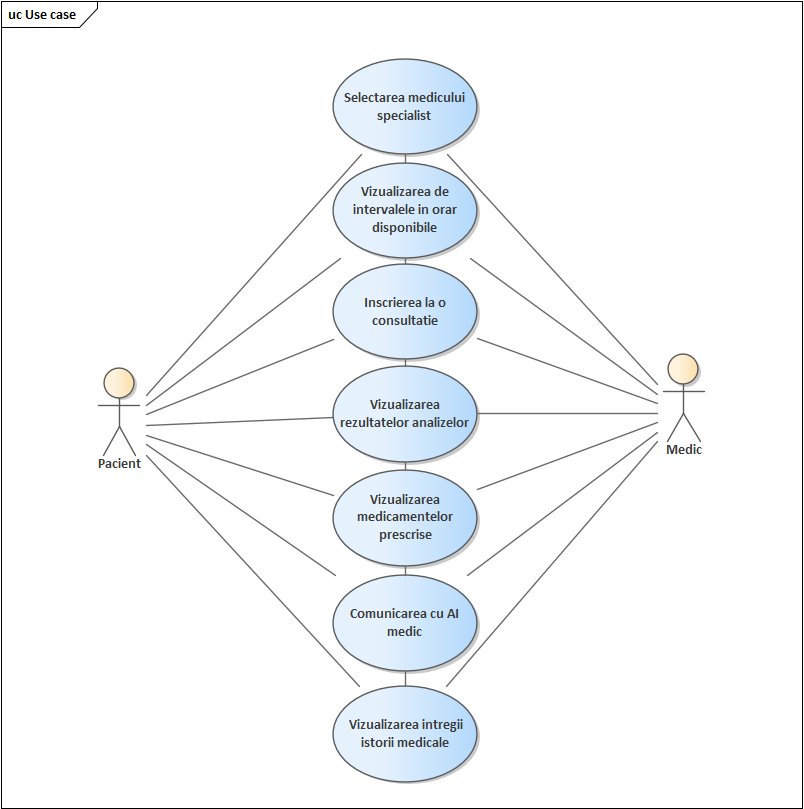 uc Use case
Selectarea medicului
specialist
Vizualizarea de
intervalele in orar
disponibile
Inscrierea la o
consultatie
Vizualizarea
rezultatelor analizelor
Pacient
Medic
Vizualizarea
medicamentelor
prescrise
Comunicarea cu AI
medic
Vizualizarea intregii
istorii medicale